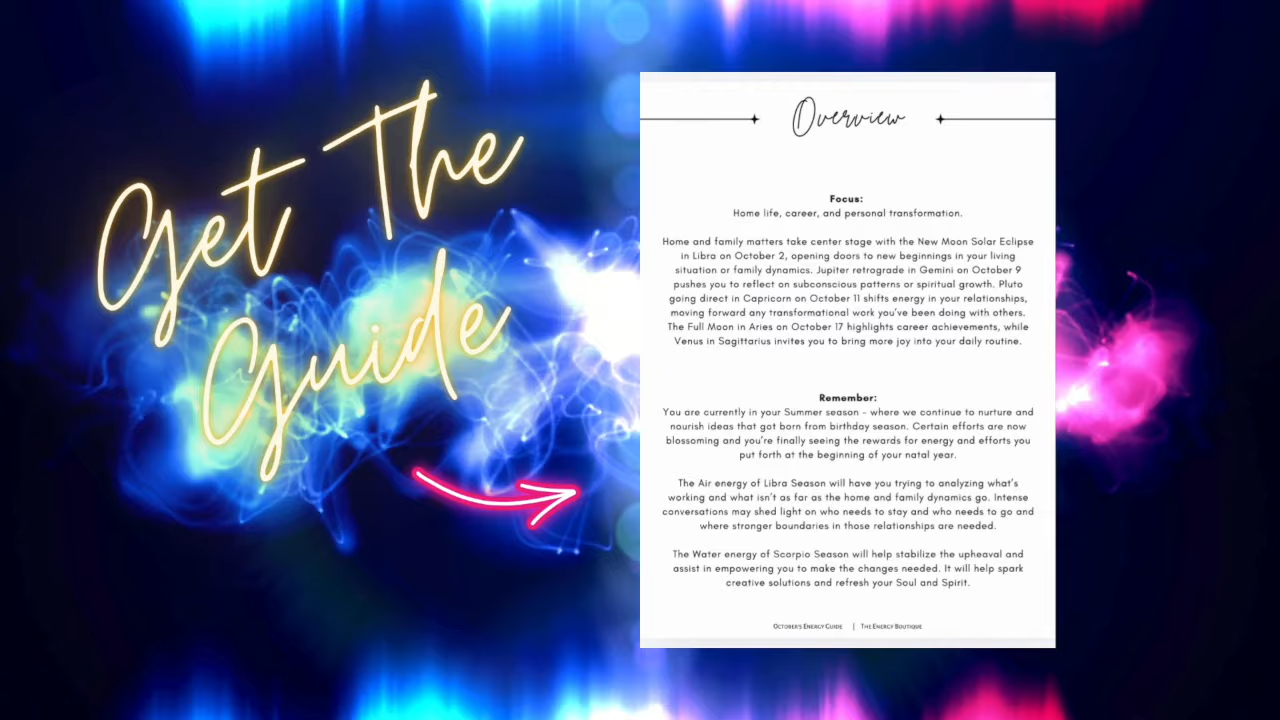 Get The
Guide
Overview
Focus:
Home life, career, and personal transformation.
Home and family matters take center stage with the New Moon Solar Eclipse
in Libra on October 2, opening doors to new beginnings in your living
situation or family dynamics. Jupiter retrograde in Gemini on October 9
pushes you to reflect on subconscious patterns or spiritual growth. Pluto
going direct in Capricorn on October 11 shifts energy in your relationships,
moving forward any transformational work you've been doing with others.
The Full Moon in Aries on October 17 highlights career achievements, while
Venus in Sagittarius invites you to bring more joy into your daily routine.
Remember:
You are currently in your Summer season - where we continue to nurture and
nourish ideas that got born from birthday season. Certain efforts are now
blossoming and you're finally seeing the rewards for energy and efforts you
put forth at the beginning of your natal year.
The Air energy of Libra Season will have you trying to analyzing what's
working and what isn't as far as the home and family dynamics go. Intense
conversations may shed light on who needs to stay and who needs to go and
where stronger boundaries in those relationships are needed.
The Water energy of Scorpio Season will help stabilize the upheaval and
assist in empowering you to make the changes needed. It will help spark
creative solutions and refresh your Soul and Spirit.
October's Energy Guide | The Energy Boutique